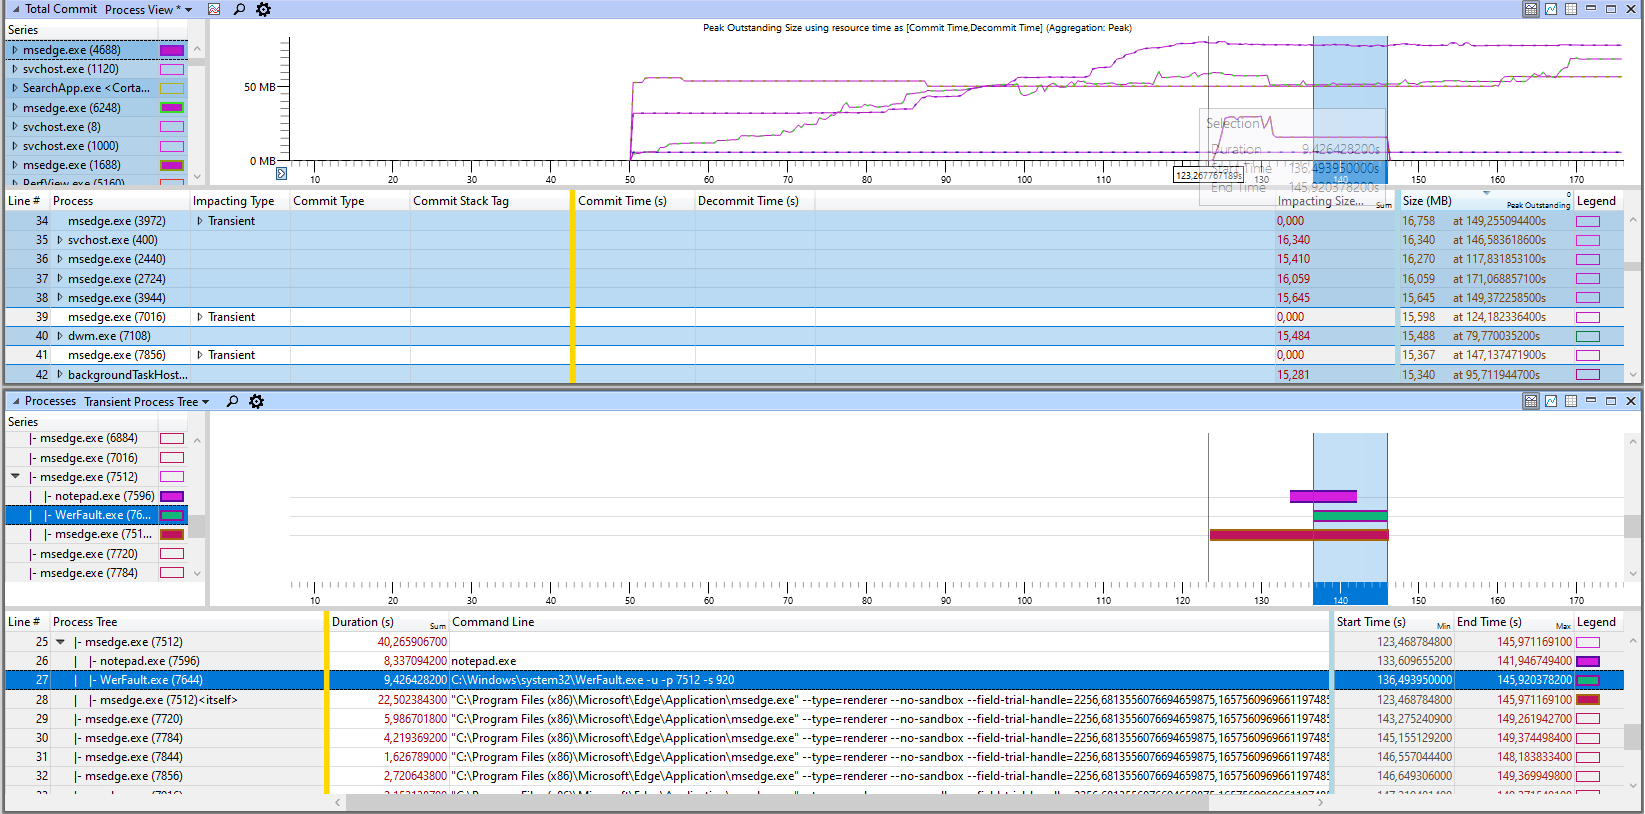 Total Commit Process View *
Series
msedge.exe (4688)
svchost.exe (1120)
SearchApp.exe <Corta...
msedge.exe (6248)
svchost.exe (8)
svchost.exe (1000)
msedge.exe (1688)
PerfView.exe (5160)
Peak Outstanding Size using resource time as [Commit Time,Decommit Time] (Aggregation: Peak)
50 MB
0 MB
Selection
Duration 9,426428200s
Start Time 136,493950000s
End Time 145,920378200s
123,267767189s
10 20 30 40 50 60 70 80 90 100 110 120 130 140 150 160 170
Line # Process Impacting Type Commit Type Commit Stack Tag Commit Time (s) Decommit Time (s) Impacting Size... Sum Size (MB) Peak Outstanding 0 Legend
34 msedge.exe (3972) Transient 0,000 16,758 at 149,255094400s
35 svchost.exe (400) 16,340 16,340 at 146,583618600s
36 msedge.exe (2440) 15,410 16,270 at 117,831853100s
37 msedge.exe (2724) 16,059 16,059 at 171,068857100s
38 msedge.exe (3944) 15,645 15,645 at 149,372258500s
39 msedge.exe (7016) Transient 0,000 15,598 at 124,182336400s
40 dwm.exe (7108) 15,484 15,488 at 79,770035200s
41 msedge.exe (7856) Transient 0,000 15,367 at 147,137471900s
42 backgroundTaskHost... 15,281 15,340 at 95,711944700s
Processes Transient Process Tree
Series
|- msedge.exe (6884)
|- msedge.exe (7016)
|- msedge.exe (7512)
| |- notepad.exe (7596)
| |- WerFault.exe (76...
| |- msedge.exe (751...
|- msedge.exe (7720)
|- msedge.exe (7784)
10 20 30 40 50 60 70 80 90 100 110 120 130 140 150 160 170
Line # Process Tree Duration (s) Sum Command Line Start Time (s) Min End Time (s) Max Legend
25 |- msedge.exe (7512) 40,265906700 123,468784800 145,971169100
26 | |- notepad.exe (7596) 8,337094200 notepad.exe 133,609655200 141,946749400
27 | |- WerFault.exe (7644) 9,426428200 C:\Windows\system32\WerFault.exe -u -p 7512 -s 920 136,493950000 145,920378200
28 | |- msedge.exe (7512)<itself> 22,502384300 "C:\Program Files (x86)\Microsoft\Edge\Application\msedge.exe" --type=renderer --no-sandbox --field-trial-handle=2256,6813556076694659875,1657560969661197485 123,468784800 145,971169100
29 |- msedge.exe (7720) 5,986701800 "C:\Program Files (x86)\Microsoft\Edge\Application\msedge.exe" --type=renderer --no-sandbox --field-trial-handle=2256,6813556076694659875,1657560969661197485 143,275240900 149,261942700
30 |- msedge.exe (7784) 4,219369200 "C:\Program Files (x86)\Microsoft\Edge\Application\msedge.exe" --type=renderer --no-sandbox --field-trial-handle=2256,6813556076694659875,1657560969661197485 145,155129200 149,374498400
31 |- msedge.exe (7844) 1,626789000 "C:\Program Files (x86)\Microsoft\Edge\Application\msedge.exe" --type=renderer --no-sandbox --field-trial-handle=2256,6813556076694659875,1657560969661197485 146,557044400 148,183833400
32 |- msedge.exe (7856) 2,720643800 "C:\Program Files (x86)\Microsoft\Edge\Application\msedge.exe" --type=renderer --no-sandbox --field-trial-handle=2256,6813556076694659875,1657560969661197485 146,649306000 149,369949800